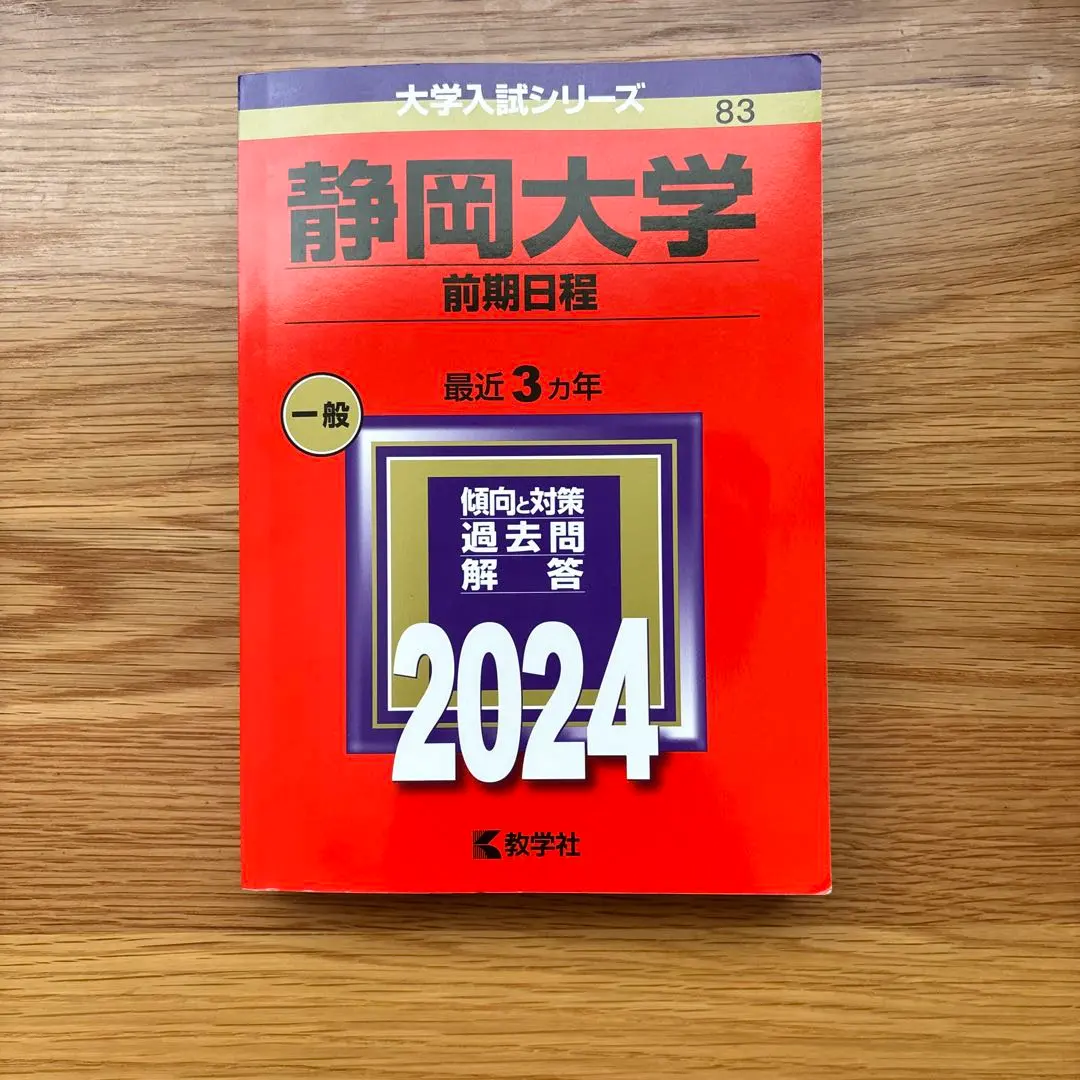 大学入試シリーズ
83
静岡大学
前期日程
最近3カ年
一般
傾向と対策
過去問
解答
2024
教学社